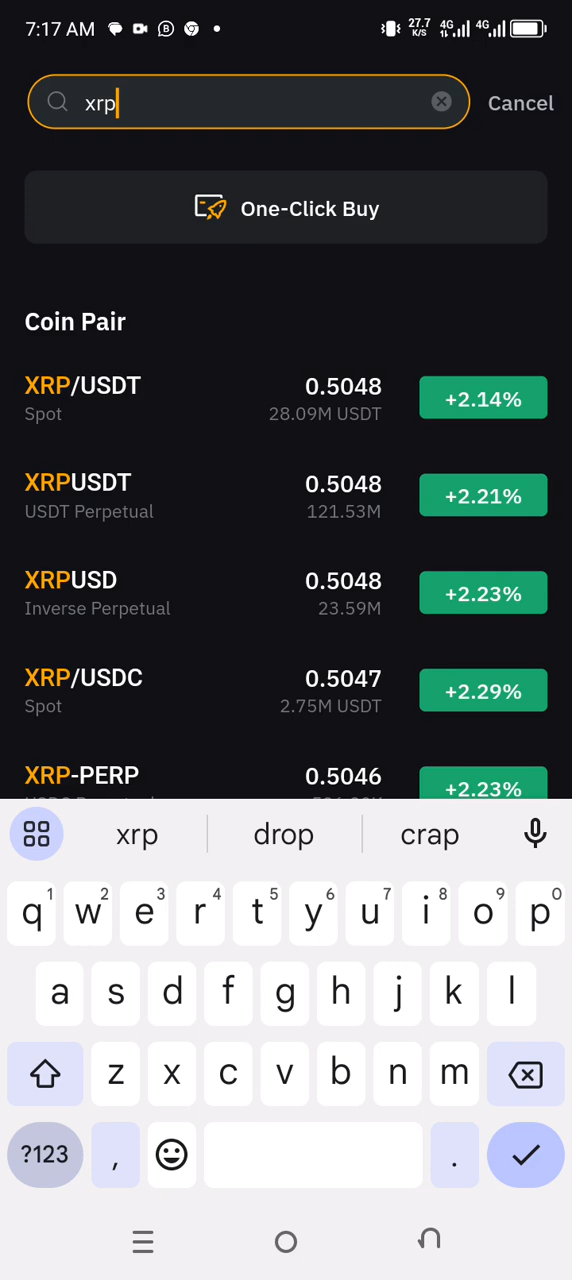 7:17 AM
27.7
K/S
4G
4G
xrp
Cancel
One-Click Buy
Coin Pair
XRP/USDT 0.5048 +2.14%
Spot 28.09M USDT
XRPUSDT 0.5048 +2.21%
USDT Perpetual 121.53M
XRPUSD 0.5048 +2.23%
Inverse Perpetual 23.59M
XRP/USDC 0.5047 +2.29%
Spot 2.75M USDT
XRP-PERP 0.5046 +2.23%
xrp drop crap
q1 w2 e3 r4 t5 y6 u7 i8 o9 p0
a s d f g h j k l
z x c v b n m
?123 , .